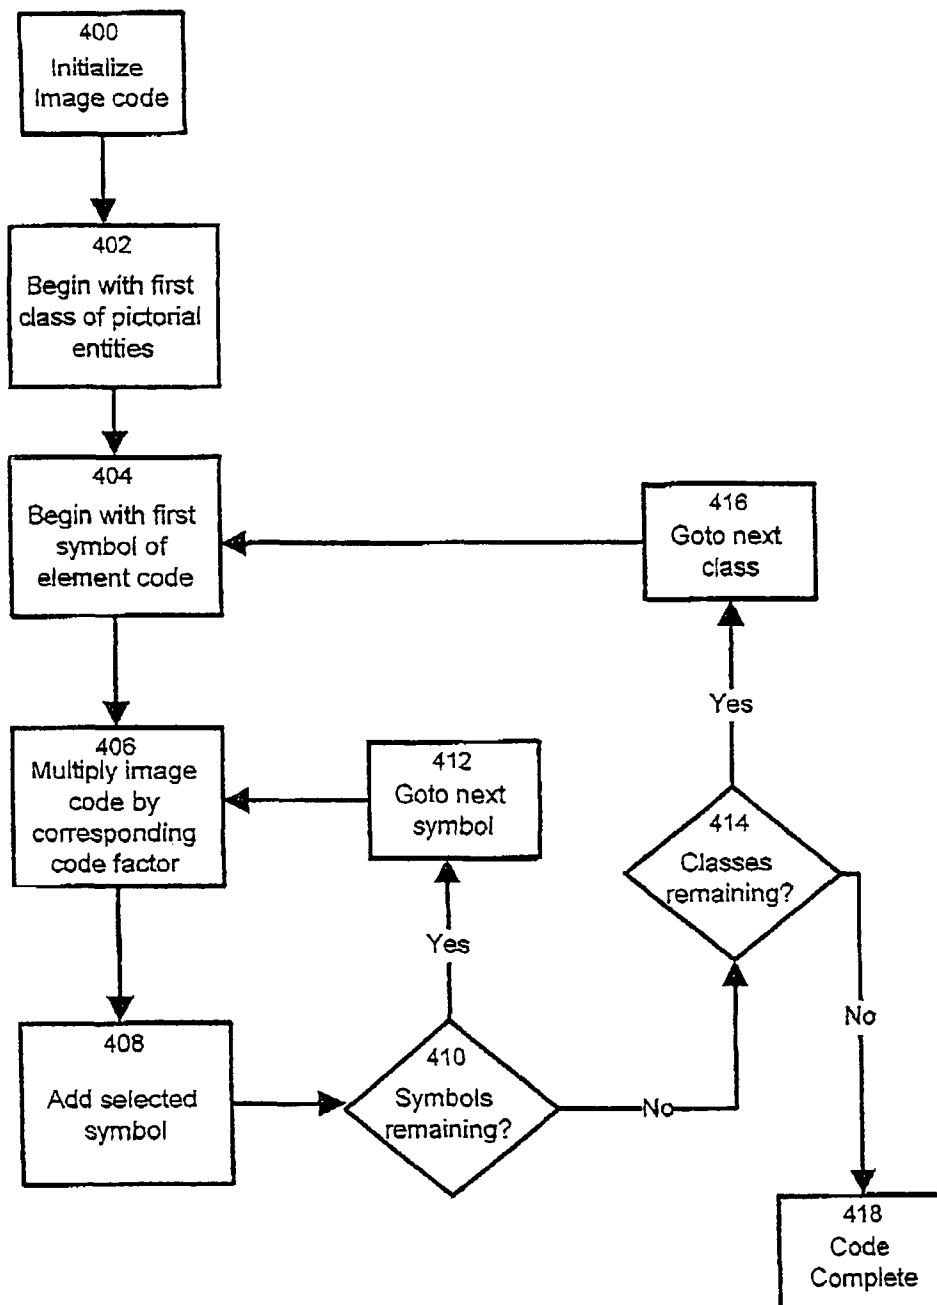 400
Initialize
Image code
402
Begin with first
class of pictorial
entities
404
Begin with first
symbol of
element code
416
Goto next
class
Yes
406
Multiply image
code by
corresponding
code factor
412
Goto next
symbol
414
Classes
remaining?
Yes
No
408
Add selected
symbol
410
Symbols
remaining?
No
418
Code
Complete